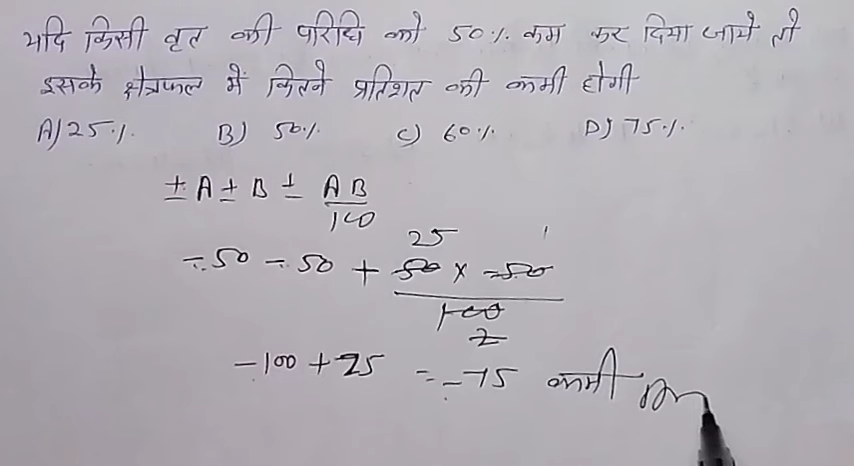 यदि किसी वृत की परिधि को 50% कम कर दिया जाये तो
इसके क्षेत्रफल में कितने प्रतिशत की कमी होगी
A) 25% B) 50% C) 60% D) 75%
± A ± B ± AB
100
25
-50 - 50 + 50 x -50
100
2
-100 + 25 = -75 कमी